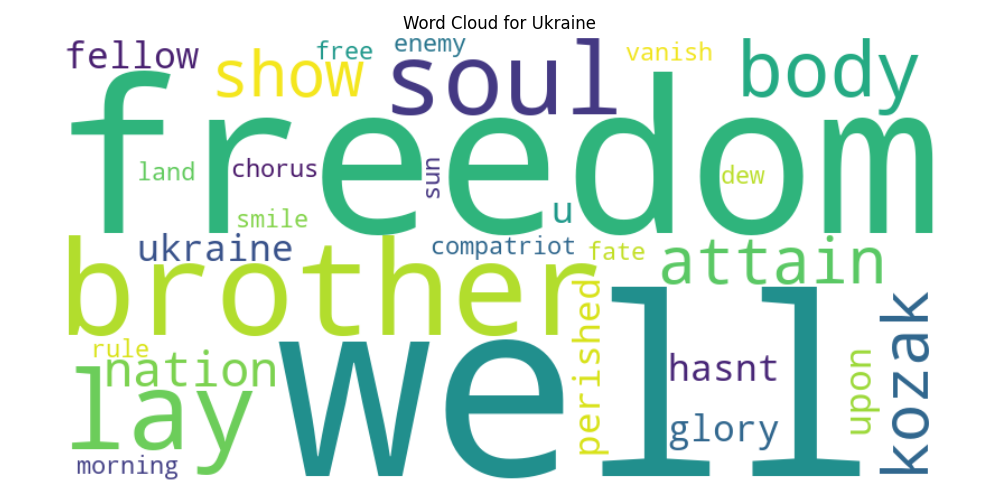 Word Cloud for Ukraine
fellow
show
free
enemy
soul
vanish
body
freedom
land
chorus
sun
dew
smile
u
ukraine
compatriot
fate
attain
brother
well
perished
kozak
rule
nation
hasnt
upon
lay
glory
morning